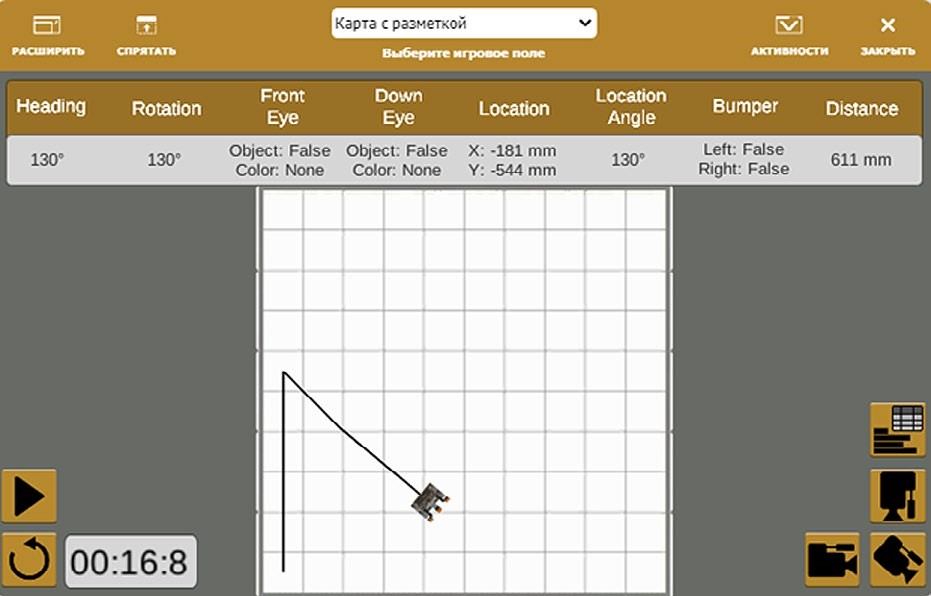 РАСШИРИТЬ
СПРЯТАТЬ
Карта с разметкой
Выберите игровое поле
АКТИВНОСТИ
ЗАКРЫТЬ
Heading
Rotation
Front
Eye
Down
Eye
Location
Location
Angle
Bumper
Distance
130°
130°
Object: False
Color: None
Object: False
Color: None
X: -181 mm
Y: -544 mm
130°
Left: False
Right: False
611 mm
00:16:8